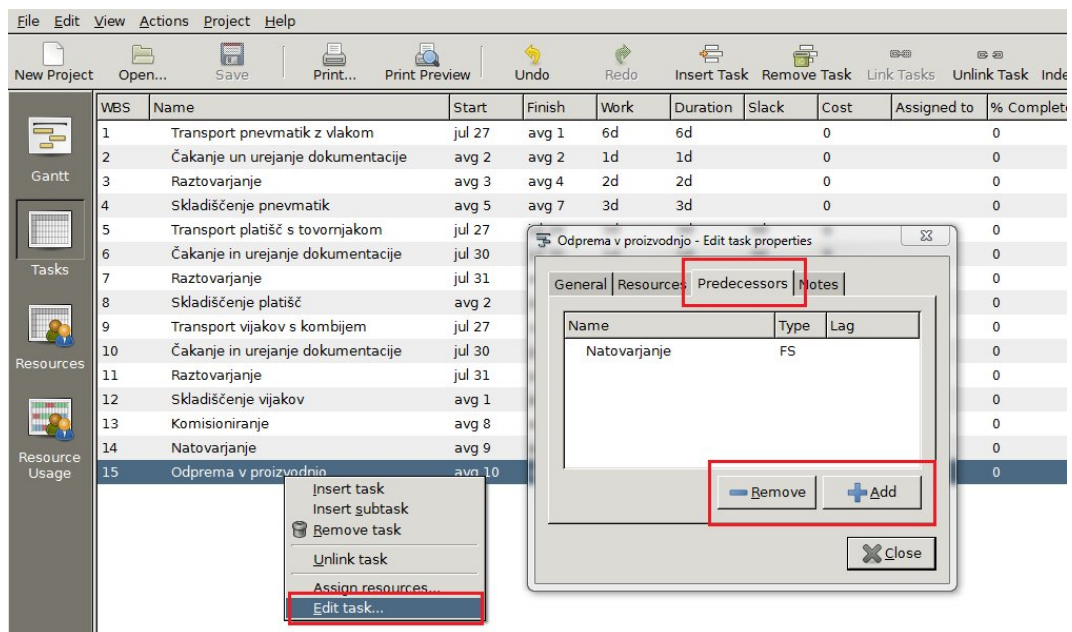 File Edit View Actions Project Help
New Project Open... Save Print... Print Preview Undo Redo Insert Task Remove Task Link Tasks Unlink Task Inde
WBS Name Start Finish Work Duration Slack Cost Assigned to % Complete
1 Transport pnevmatik z vlakom jul 27 avg 1 6d 6d 0 0
2 Čakanje un urejanje dokumentacije avg 2 avg 2 1d 1d 0 0
3 Raztovarjanje avg 3 avg 4 2d 2d 0 0
4 Skladiščenje pnevmatik avg 5 avg 7 3d 3d 0 0
5 Transport platišč s tovornjakom jul 27
6 Čakanje in urejanje dokumentacije jul 30 0
7 Raztovarjanje jul 31 0
8 Skladiščenje platišč avg 2 0
9 Transport vijakov s kombijem jul 27 0
10 Čakanje in urejanje dokumentacije jul 30 0
11 Raztovarjanje jul 31 0
12 Skladiščenje vijakov avg 1 0
13 Komisioniranje avg 8 0
14 Natovarjanje avg 9 0
15 Odprema v proizvodnjo avg 10 0
Gantt
Tasks
Resources
Resource
Usage
Odprema v proizvodnjo - Edit task properties
General Resources Predecessors Notes
Name Type Lag
Natovarjanje FS
Remove Add
Close
Insert task
Insert subtask
Remove task
Unlink task
Assign resources...
Edit task...